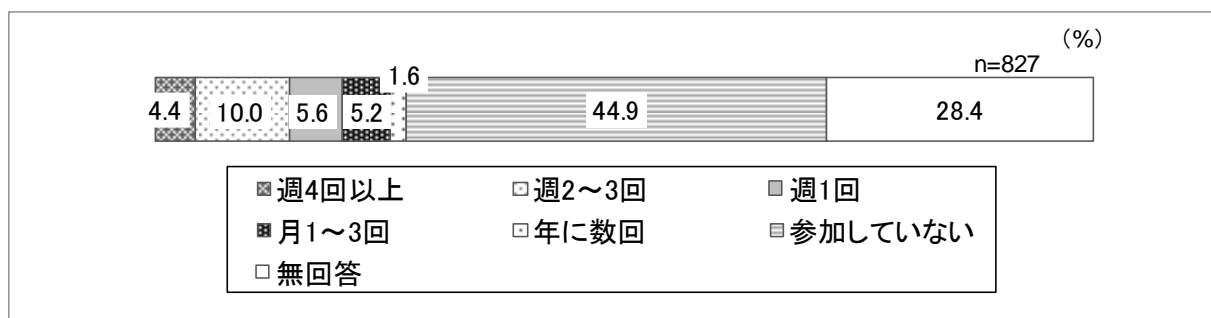 (%)
n=827
4.4 10.0 5.6 5.2 1.6 44.9 28.4
週4回以上 週2～3回 週1回
月1～3回 年に数回 参加していない
無回答